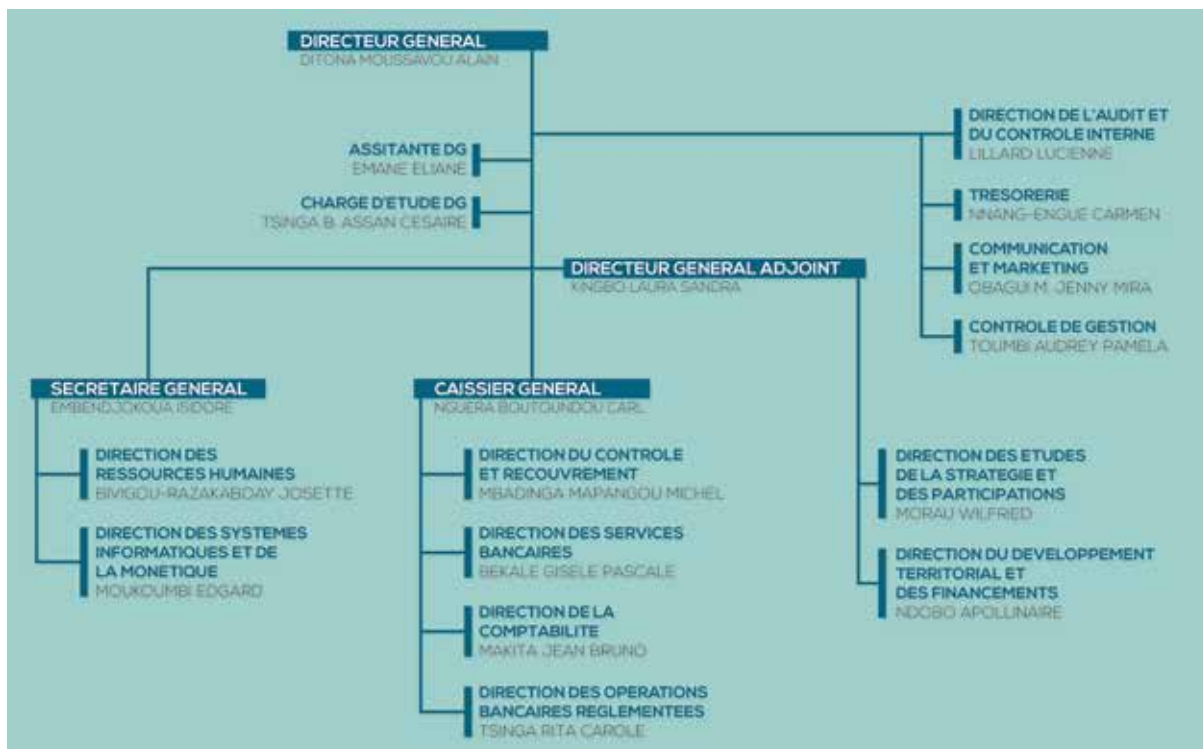 DIRECTEUR GENERAL
DITONA MOUSSAVOU ALAIN
ASSITANTE DG
EMANE ELIANE
CHARGE D'ETUDE DG
TSINGA B. ASSAN CESAIRE
DIRECTION DE L'AUDIT ET
DU CONTROLE INTERNE
LILLARD LUCIENNE
TRESORERIE
NNANG-ENGUE CARMEN
COMMUNICATION
ET MARKETING
OBAGUI M. JENNY MIRA
CONTROLE DE GESTION
TOUMBI AUDREY PAMELA
DIRECTEUR GENERAL ADJOINT
KINGBO LAURA SANDRA
SECRETAIRE GENERAL
EMBENDJOKOUA ISIDORE
DIRECTION DES
RESSOURCES HUMAINES
BIVIGOU-RAZAKABOAY JOSETTE
DIRECTION DES SYSTEMES
INFORMATIQUES ET DE
LA MONETIQUE
MOUKOUMBI EDGARD
CAISSIER GENERAL
NGUERA BOUTOUNDOU CARL
DIRECTION DU CONTROLE
ET RECOUVREMENT
MBADINGA MAPANGOU MICHEL
DIRECTION DES SERVICES
BANCAIRES
BEKALE GISELE PASCALE
DIRECTION DE LA
COMPTABILITE
MAKITA JEAN BRUNO
DIRECTION DES OPERATIONS
BANCAIRES REGLEMENTEES
TSINGA RITA CAROLE
DIRECTION DES ETUDES
DE LA STRATEGIE ET
DES PARTICIPATIONS
MORAU WILFRIED
DIRECTION DU DEVELOPPEMENT
TERRITORIAL ET
DES FINANCEMENTS
NDOBO APOLLINAIRE